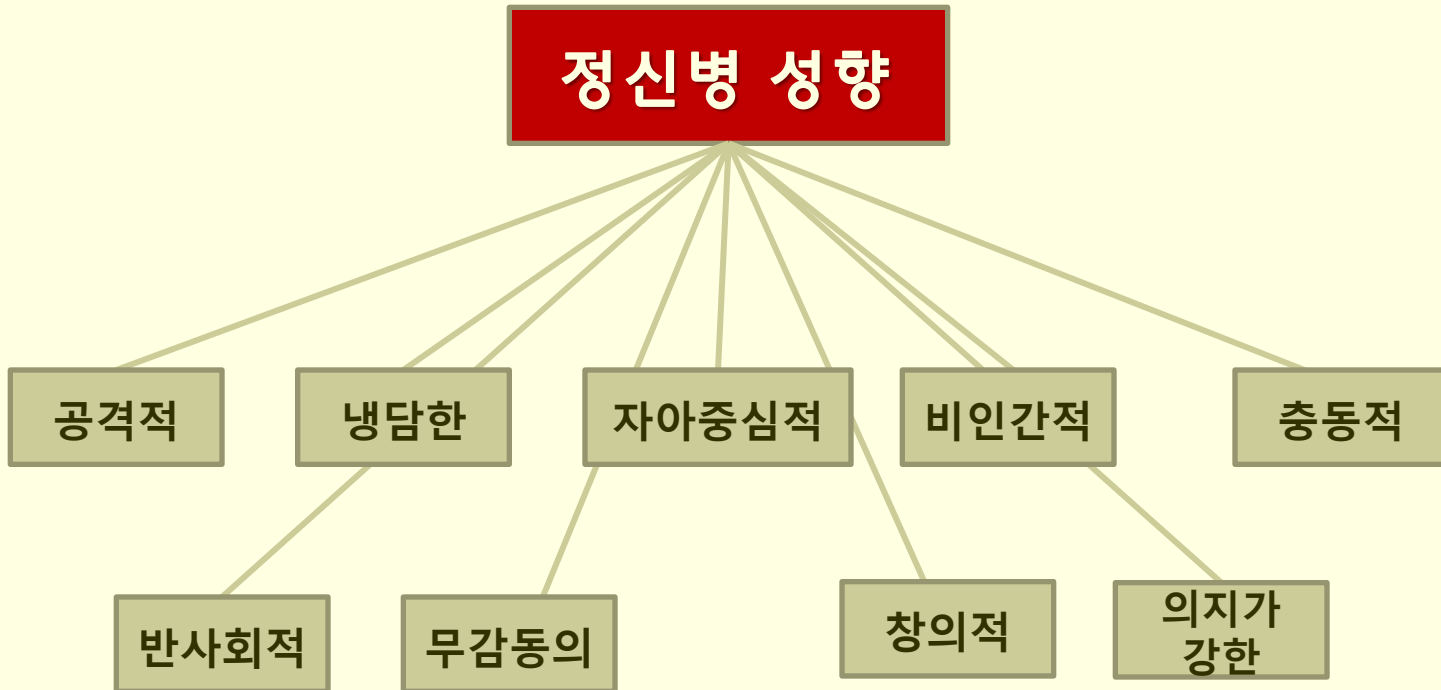 정신병 성향
공격적
냉담한
자아중심적
비인간적
충동적
반사회적
무감동의
창의적
의지가
강한